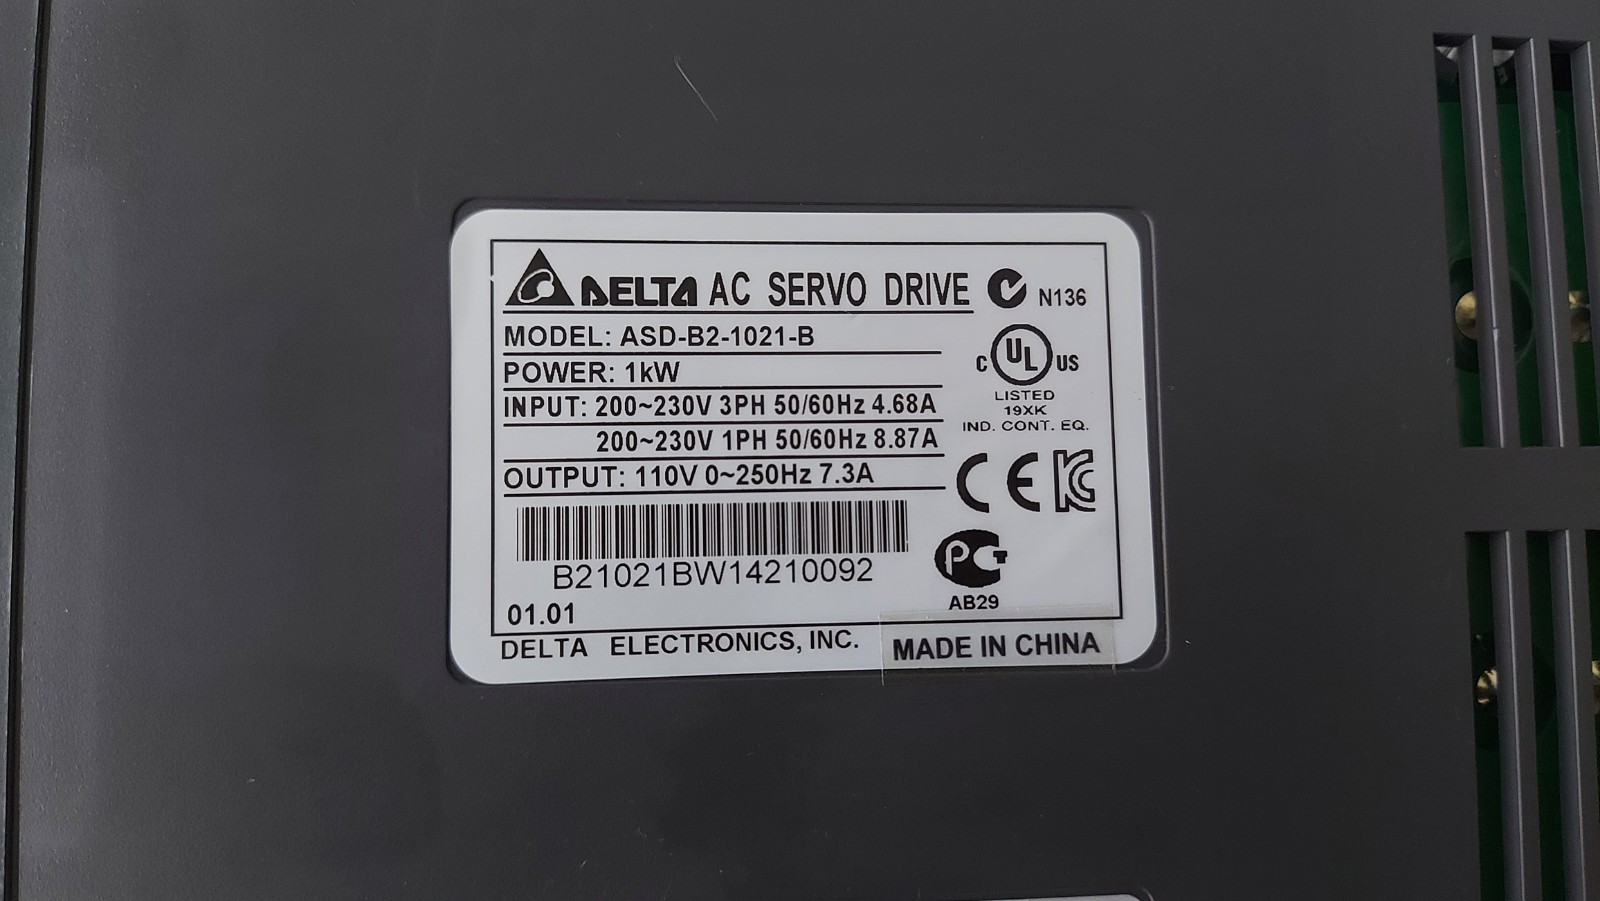 DELTA AC SERVO DRIVE N136
MODEL: ASD-B2-1021-B
POWER: 1kW
INPUT: 200~230V 3PH 50/60Hz 4.68A
200~230V 1PH 50/60Hz 8.87A
OUTPUT: 110V 0~250Hz 7.3A
C UL US
LISTED
19XK
IND. CONT. EQ.
CE KC
B21021BW14210092
PCT
AB29
01.01
DELTA ELECTRONICS, INC. MADE IN CHINA